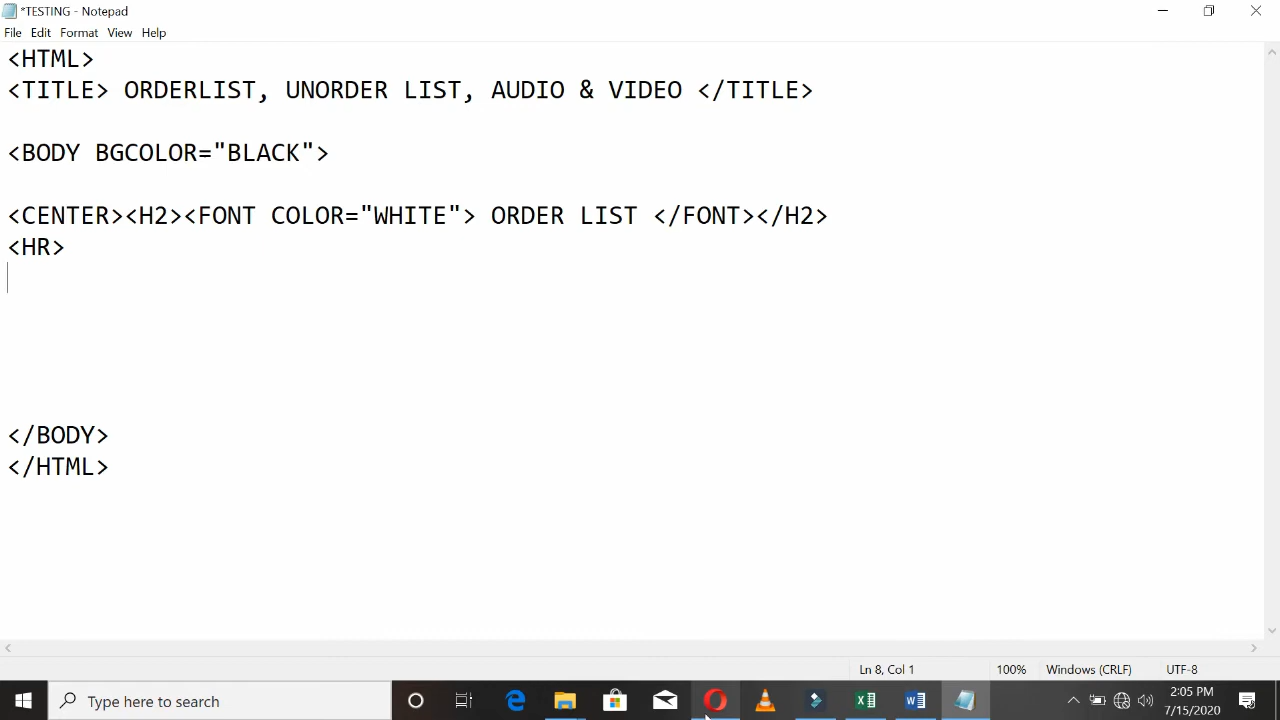 *TESTING - Notepad
File Edit Format View Help
<HTML>
<TITLE> ORDERLIST, UNORDER LIST, AUDIO & VIDEO </TITLE>
<BODY BGCOLOR="BLACK">
<CENTER><H2><FONT COLOR="WHITE"> ORDER LIST </FONT></H2>
<HR>
</BODY>
</HTML>
Ln 8, Col 1 100% Windows (CRLF) UTF-8
Type here to search
2:05 PM
7/15/2020